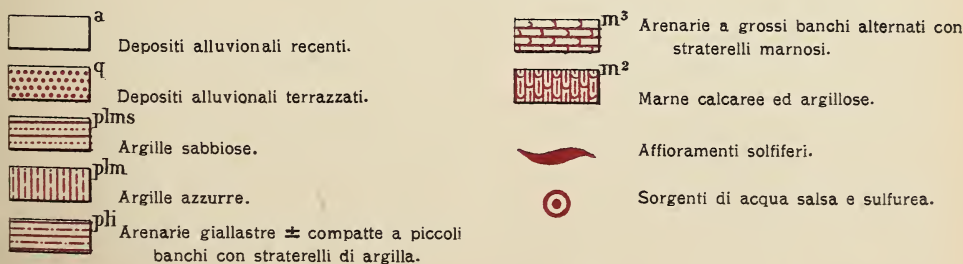 a
Depositi alluvionali recenti.
q
Depositi alluvionali terrazzati.
plms
Argille sabbiose.
plm
Argille azzurre.
pli
Arenarie giallastre ± compatte a piccoli
banchi con straterelli di argilla.
m³
Arenarie a grossi banchi alternati con
straterelli marnosi.
m²
Marne calcaree ed argillose.
Affioramenti solfiferi.
Sorgenti di acqua salsa e sulfurea.